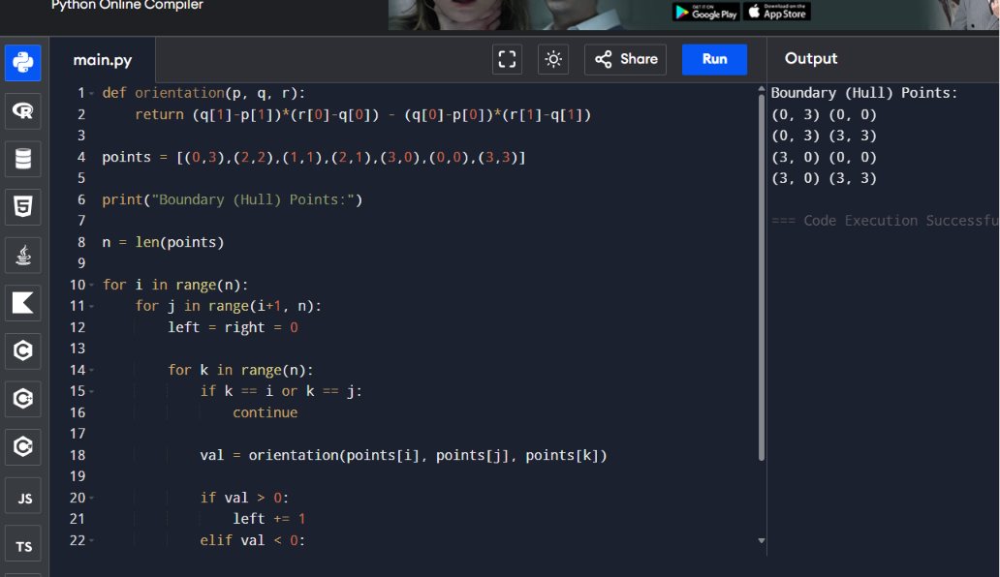 Python Online Compiler
GET IT ON
Google Play
Download on the
App Store
main.py
Share
Run
Output
1 def orientation(p, q, r):
2     return (q[1]-p[1])*(r[0]-q[0]) - (q[0]-p[0])*(r[1]-q[1])
3
4 points = [(0,3),(2,2),(1,1),(2,1),(3,0),(0,0),(3,3)]
5
6 print("Boundary (Hull) Points:")
7
8 n = len(points)
9
10 for i in range(n):
11     for j in range(i+1, n):
12         left = right = 0
13
14         for k in range(n):
15             if k == i or k == j:
16                 continue
17
18             val = orientation(points[i], points[j], points[k])
19
20             if val > 0:
21                 left += 1
22             elif val < 0:
Boundary (Hull) Points:
(0, 3) (0, 0)
(0, 3) (3, 3)
(3, 0) (0, 0)
(3, 0) (3, 3)
=== Code Execution Successfu
R
5
C
C
C
JS
TS